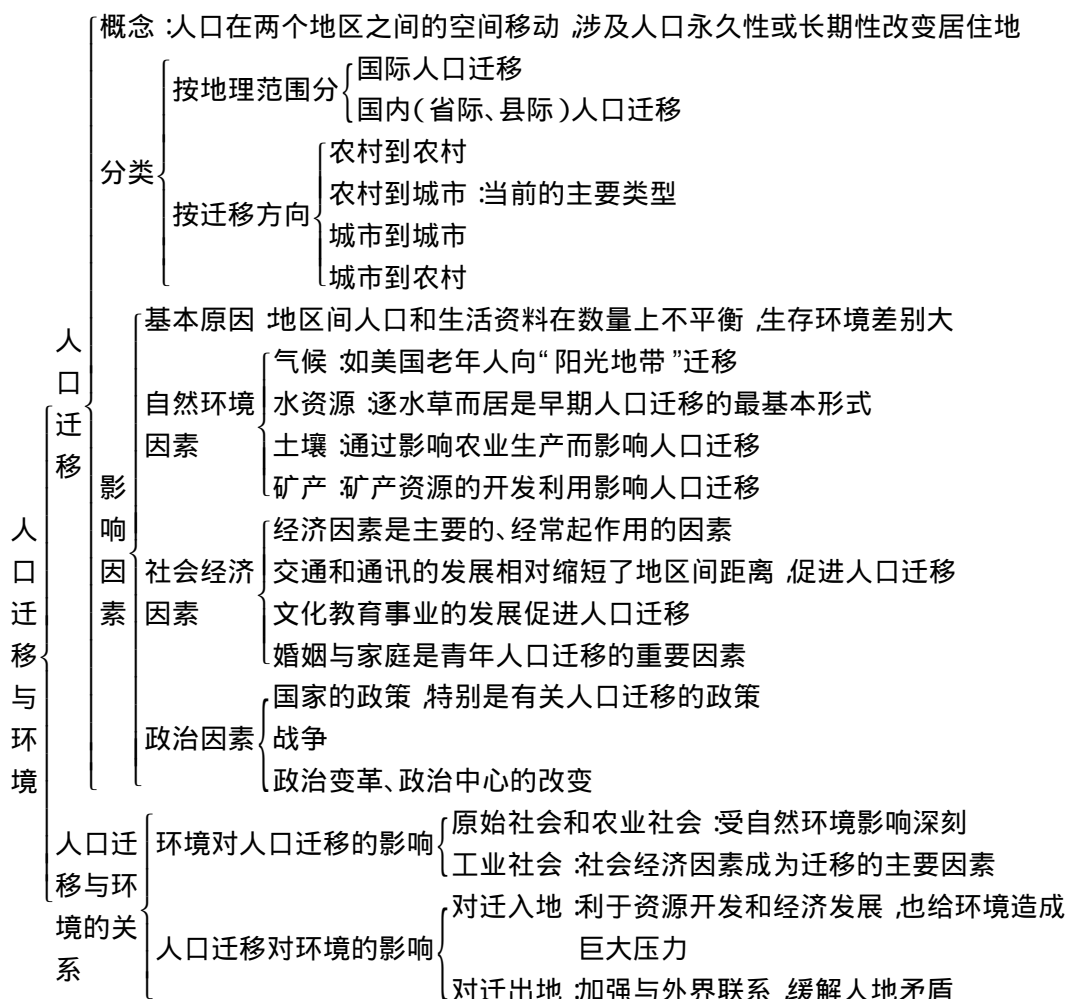 人口迁移与环境
人口迁移
概念:人口在两个地区之间的空间移动,涉及人口永久性或长期性改变居住地
分类
按地理范围分
国际人口迁移
国内(省际、县际)人口迁移
按迁移方向
农村到农村
农村到城市:当前的主要类型
城市到城市
城市到农村
影响因素
基本原因:地区间人口和生活资料在数量上不平衡,生存环境差别大
自然环境
因素
气候:如美国老年人向“阳光地带”迁移
水资源:逐水草而居是早期人口迁移的最基本形式
土壤:通过影响农业生产而影响人口迁移
矿产:矿产资源的开发利用影响人口迁移
社会经济
因素
经济因素是主要的、经常起作用的因素
交通和通讯的发展相对缩短了地区间距离,促进人口迁移
文化教育事业的发展促进人口迁移
婚姻与家庭是青年人口迁移的重要因素
政治因素
国家的政策,特别是有关人口迁移的政策
战争
政治变革、政治中心的改变
人口迁
移与环
境的关
系
环境对人口迁移的影响
原始社会和农业社会:受自然环境影响深刻
工业社会:社会经济因素成为迁移的主要因素
人口迁移对环境的影响
对迁入地:利于资源开发和经济发展,也给环境造成
巨大压力
对迁出地:加强与外界联系,缓解人地矛盾